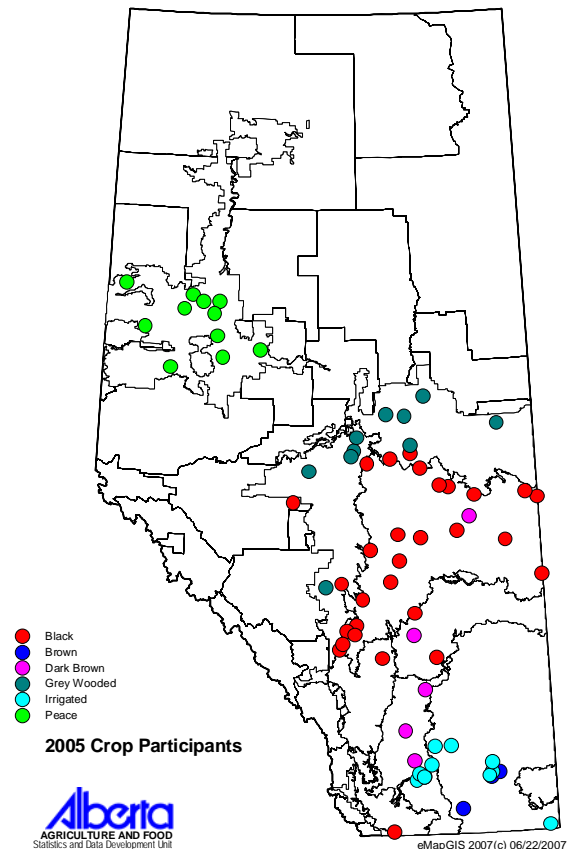 Black
Brown
Dark Brown
Grey Wooded
Irrigated
Peace
2005 Crop Participants
Alberta
AGRICULTURE AND FOOD
Statistics and Data Development Unit
eMapGIS 2007(c) 06/22/2007